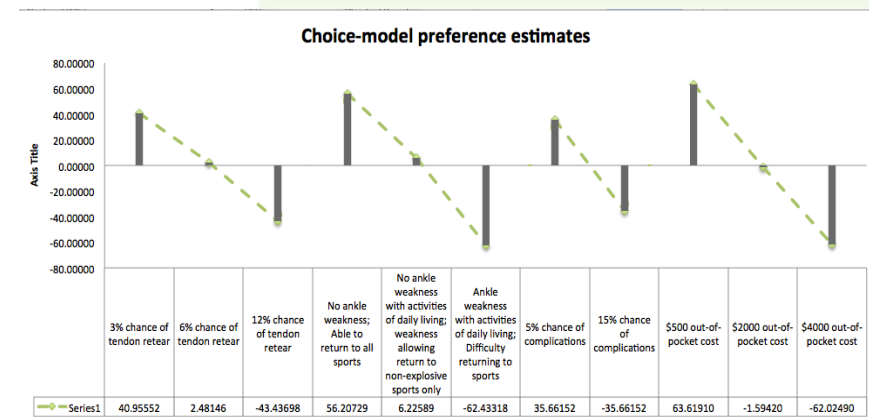 Choice-model preference estimates
80.00000
60.00000
40.00000
20.00000
0.00000
-20.00000
-40.00000
-60.00000
-80.00000
Axis Title
3% chance of
tendon retear
6% chance of
tendon retear
12% chance
of tendon
retear
No ankle
weakness;
Able to
return to all
sports
No ankle
weakness
with activities
of daily living;
weakness
allowing
return to
non-explosive
sports only
Ankle
weakness
with activities
of daily living;
Difficulty
returning to
sports
5% chance of
complications
15% chance
of
complications
$500 out-of-
pocket cost
$2000 out-of-
pocket cost
$4000 out-of-
pocket cost
Series1 40.95552 2.48146 -43.43698 56.20729 6.22589 -62.43318 35.66152 -35.66152 63.61910 -1.59420 -62.02490